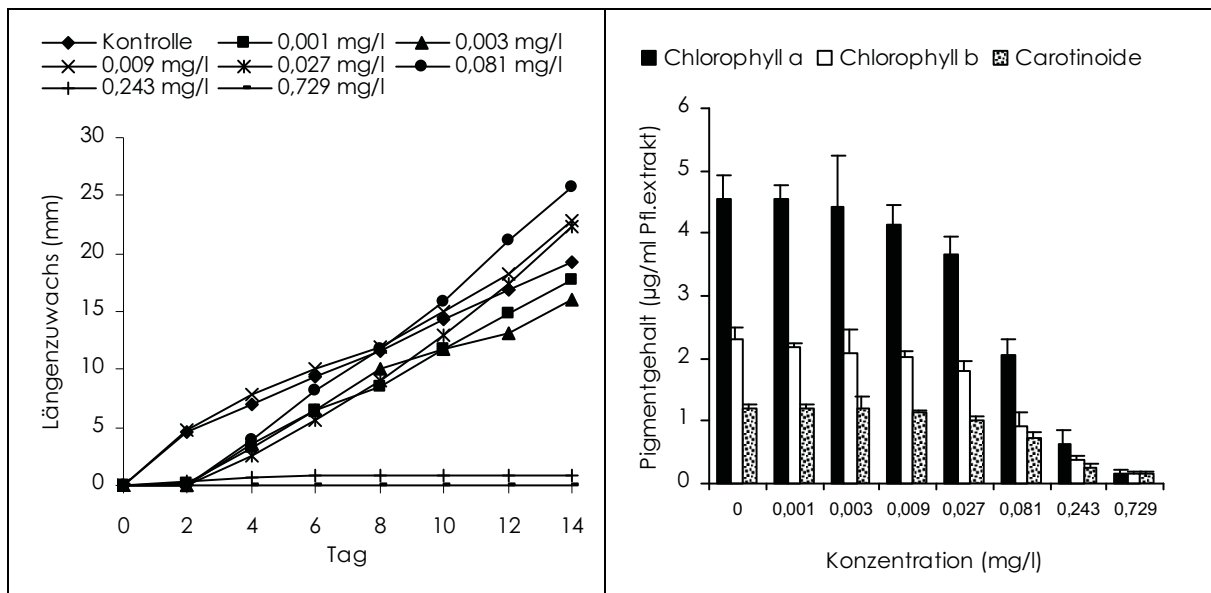 Kontrolle 0,001 mg/l 0,003 mg/l
0,009 mg/l 0,027 mg/l 0,081 mg/l
0,243 mg/l 0,729 mg/l
Längenzuwachs (mm)
30
25
20
15
10
5
0
0 2 4 6 8 10 12 14
Tag
Chlorophyll a Chlorophyll b Carotinoide
Pigmentgehalt (µg/ml Pfl.extrakt)
6
5
4
3
2
1
0
0 0,001 0,003 0,009 0,027 0,081 0,243 0,729
Konzentration (mg/l)